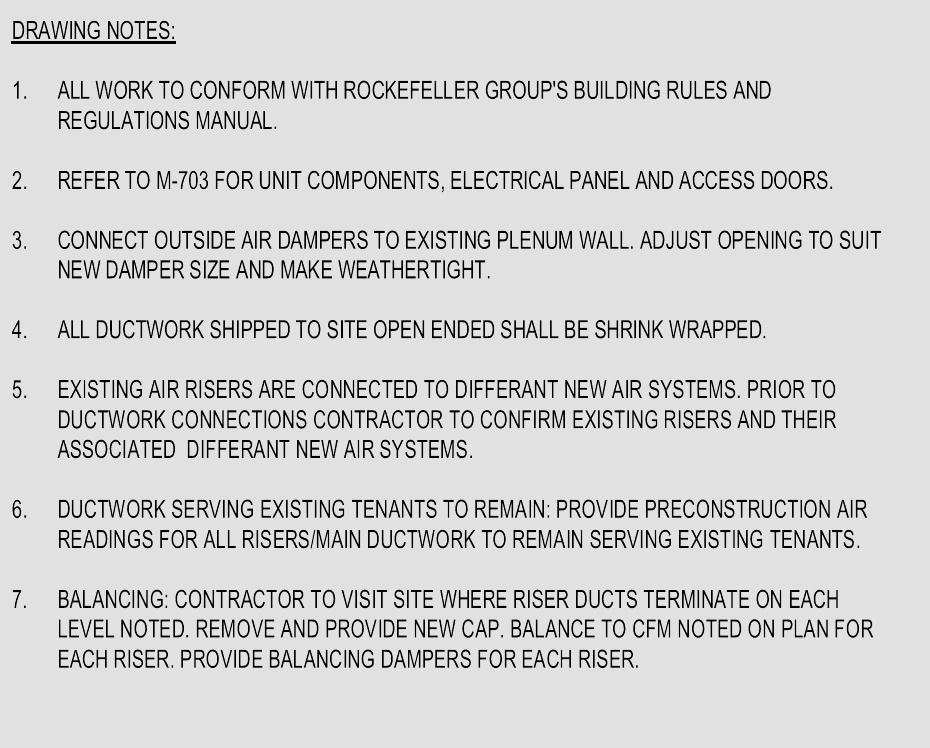 DRAWING NOTES:
1. ALL WORK TO CONFORM WITH ROCKEFELLER GROUP'S BUILDING RULES AND
REGULATIONS MANUAL.
2. REFER TO M-703 FOR UNIT COMPONENTS, ELECTRICAL PANEL AND ACCESS DOORS.
3. CONNECT OUTSIDE AIR DAMPERS TO EXISTING PLENUM WALL. ADJUST OPENING TO SUIT
NEW DAMPER SIZE AND MAKE WEATHERTIGHT.
4. ALL DUCTWORK SHIPPED TO SITE OPEN ENDED SHALL BE SHRINK WRAPPED.
5. EXISTING AIR RISERS ARE CONNECTED TO DIFFERANT NEW AIR SYSTEMS. PRIOR TO
DUCTWORK CONNECTIONS CONTRACTOR TO CONFIRM EXISTING RISERS AND THEIR
ASSOCIATED DIFFERANT NEW AIR SYSTEMS.
6. DUCTWORK SERVING EXISTING TENANTS TO REMAIN: PROVIDE PRECONSTRUCTION AIR
READINGS FOR ALL RISERS/MAIN DUCTWORK TO REMAIN SERVING EXISTING TENANTS.
7. BALANCING: CONTRACTOR TO VISIT SITE WHERE RISER DUCTS TERMINATE ON EACH
LEVEL NOTED. REMOVE AND PROVIDE NEW CAP. BALANCE TO CFM NOTED ON PLAN FOR
EACH RISER. PROVIDE BALANCING DAMPERS FOR EACH RISER.